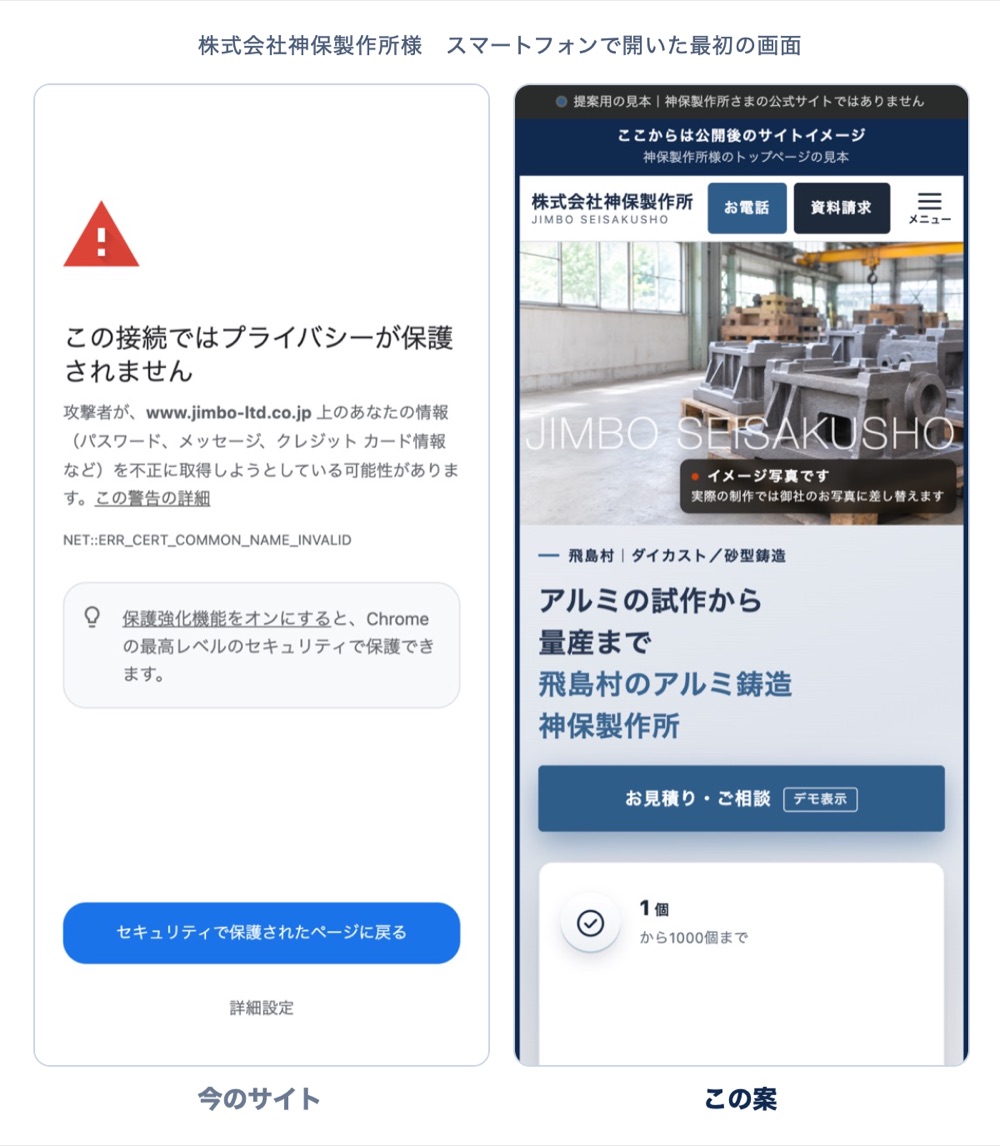 株式会社神保製作所様　スマートフォンで開いた最初の画面
この接続ではプライバシーが保護
されません
攻撃者が、www.jimbo-ltd.co.jp 上のあなたの情報
（パスワード、メッセージ、クレジット カード情報
など）を不正に取得しようとしている可能性がありま
す。この警告の詳細
NET::ERR_CERT_COMMON_NAME_INVALID
保護強化機能をオンにすると、Chrome
の最高レベルのセキュリティで保護でき
ます。
セキュリティで保護されたページに戻る
詳細設定
今のサイト
提案用の見本｜神保製作所さまの公式サイトではありません
ここからは公開後のサイトイメージ
神保製作所様のトップページの見本
株式会社神保製作所
JIMBO SEISAKUSHO
お電話
資料請求
メニュー
JIMBO SEISAKUSHO
イメージ写真です
実際の制作では御社のお写真に差し替えます
飛島村｜ダイカスト／砂型鋳造
アルミの試作から
量産まで
飛島村のアルミ鋳造
神保製作所
お見積り・ご相談 デモ表示
1個
から1000個まで
この案